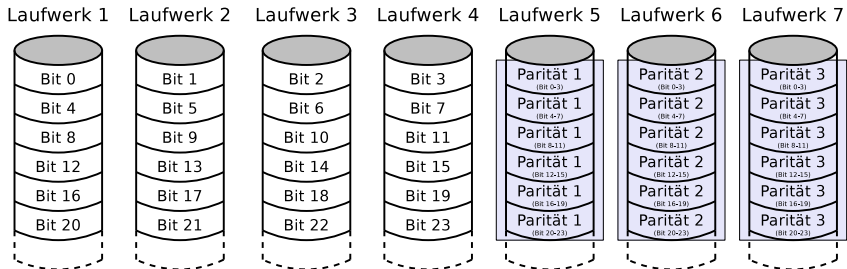 Laufwerk 1 Laufwerk 2 Laufwerk 3 Laufwerk 4 Laufwerk 5 Laufwerk 6 Laufwerk 7
Bit 0 Bit 1 Bit 2 Bit 3 Parität 1 Parität 2 Parität 3
(Bit 0-3) (Bit 0-3) (Bit 0-3)
Bit 4 Bit 5 Bit 6 Bit 7 Parität 1 Parität 2 Parität 3
(Bit 4-7) (Bit 4-7) (Bit 4-7)
Bit 8 Bit 9 Bit 10 Bit 11 Parität 1 Parität 2 Parität 3
(Bit 8-11) (Bit 8-11) (Bit 8-11)
Bit 12 Bit 13 Bit 14 Bit 15 Parität 1 Parität 2 Parität 3
(Bit 12-15) (Bit 12-15) (Bit 12-15)
Bit 16 Bit 17 Bit 18 Bit 19 Parität 1 Parität 2 Parität 3
(Bit 16-19) (Bit 16-19) (Bit 16-19)
Bit 20 Bit 21 Bit 22 Bit 23 Parität 1 Parität 2 Parität 3
(Bit 20-23) (Bit 20-23) (Bit 20-23)